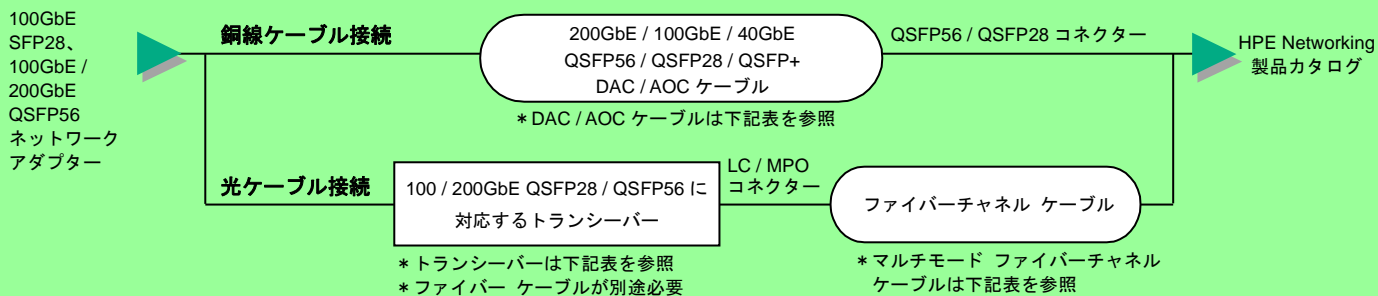 100GbE
SFP28、
100GbE /
200GbE
QSFP56
ネットワーク
アダプター
銅線ケーブル接続
200GbE / 100GbE / 40GbE
QSFP56 / QSFP28 / QSFP+
DAC / AOC ケーブル
QSFP56 / QSFP28 コネクター
HPE Networking
製品カタログ
＊DAC / AOC ケーブルは下記表を参照
光ケーブル接続
100 / 200GbE QSFP28 / QSFP56 に
対応するトランシーバー
LC / MPO
コネクター
ファイバーチャネル ケーブル
＊トランシーバーは下記表を参照
＊ファイバー ケーブルが別途必要
＊マルチモード ファイバーチャネル
ケーブルは下記表を参照